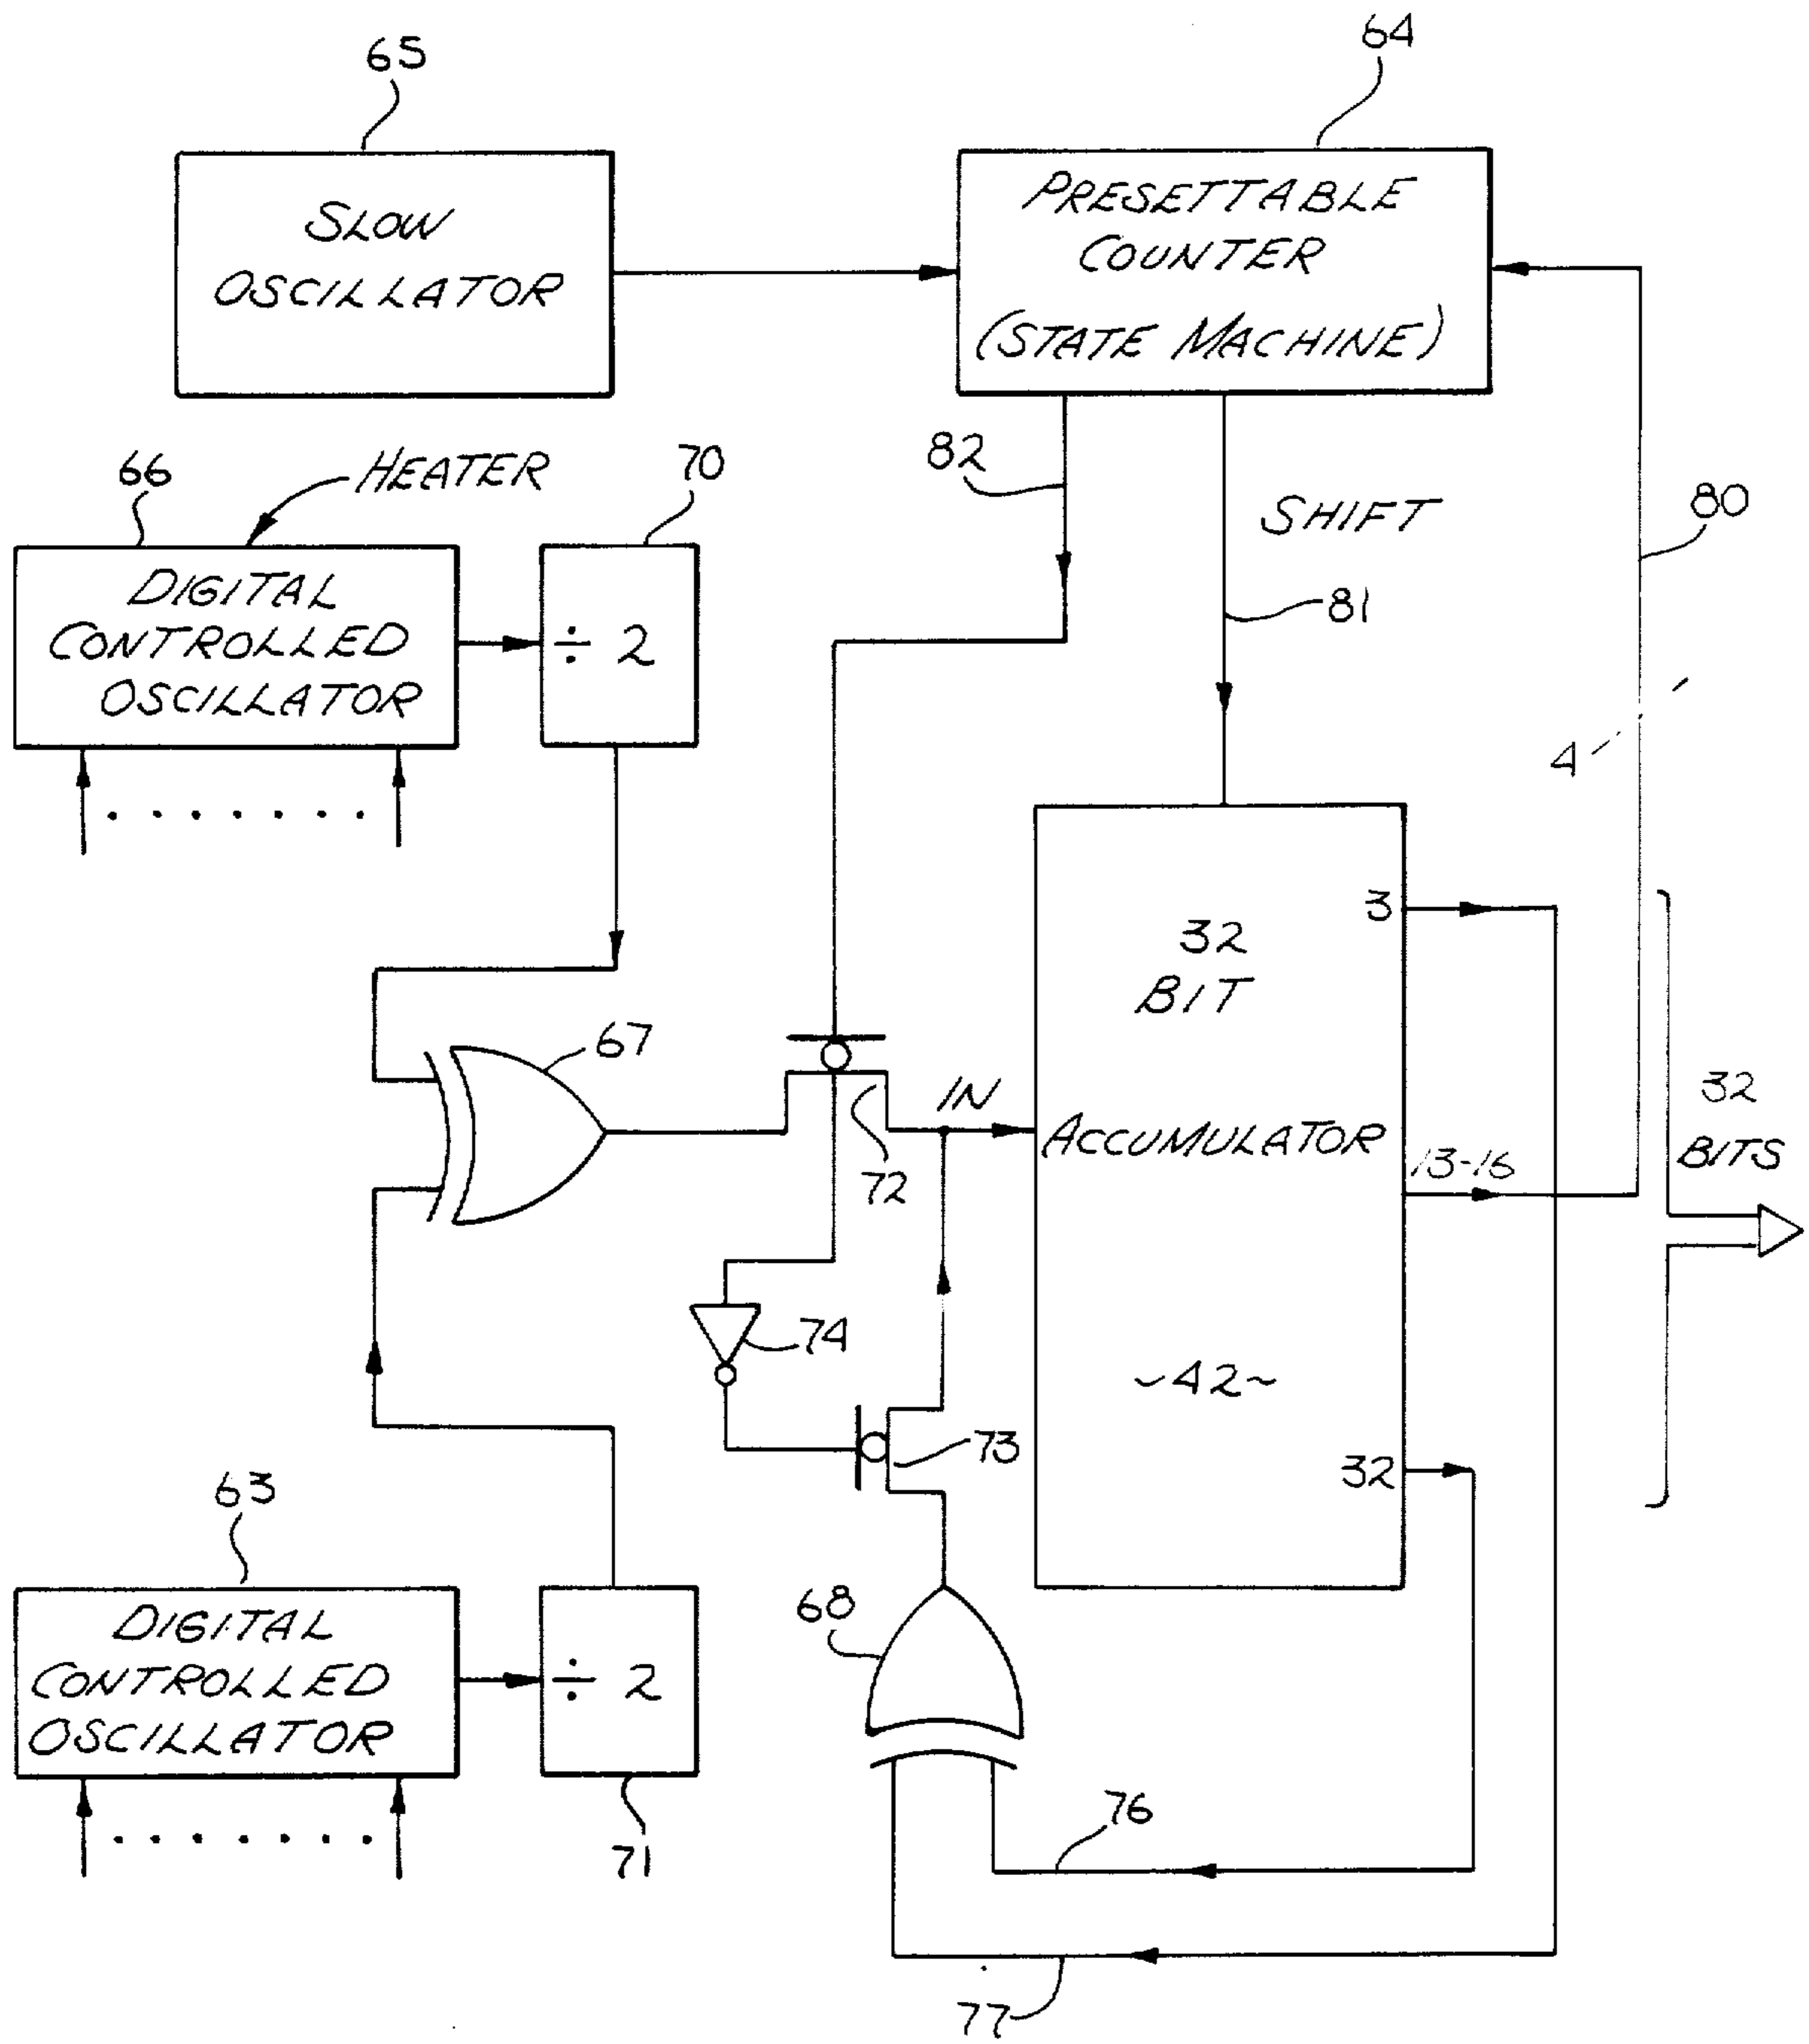 65
64
SLOW
OSCILLATOR
PRESETTABLE
COUNTER
(STATE MACHINE)
66
HEATER
70
82
SHIFT
80
DIGITAL
CONTROLLED
OSCILLATOR
÷ 2
81
4
3
32
BIT
ACCUMULATOR
67
IN
72
13-16
32
BITS
74
~42~
73
32
63
68
DIGITAL
CONTROLLED
OSCILLATOR
÷ 2
71
76
77